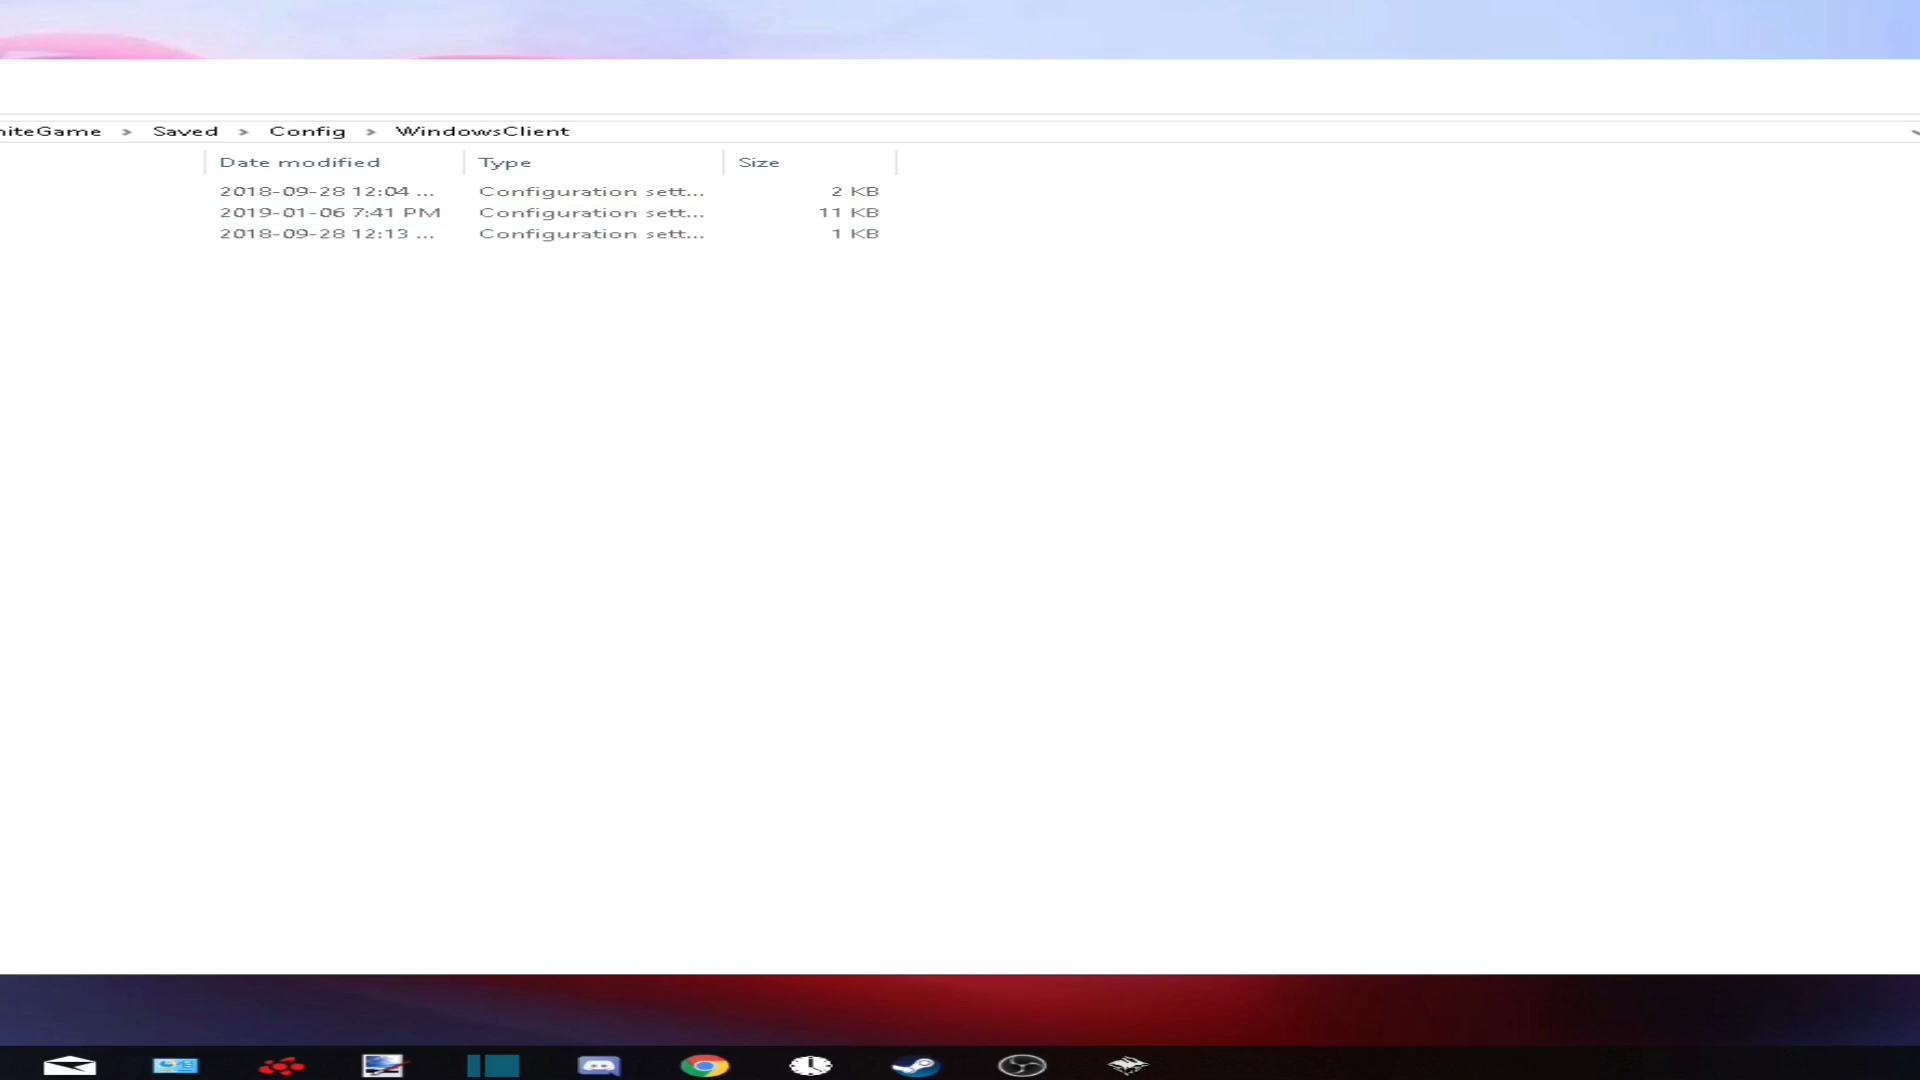 niteGame > Saved > Config > WindowsClient
Date modified Type Size
2018-09-28 12:04 ... Configuration sett... 2 KB
2019-01-06 7:41 PM Configuration sett... 11 KB
2018-09-28 12:13 ... Configuration sett... 1 KB